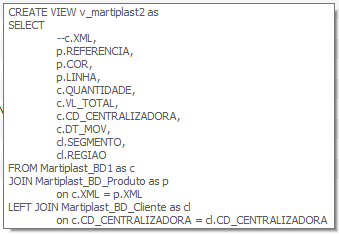 CREATE VIEW v_martiplast2 as
SELECT
--c.XML,
p.REFERENCIA,
p.COR,
p.LINHA,
c.QUANTIDADE,
c.VL_TOTAL,
c.CD_CENTRALIZADORA,
c.DT_MOV,
cl.SEGMENTO,
cl.REGIAO
FROM Martiplast_BD1 as c
JOIN Martiplast_BD_Produto as p
on c.XML = p.XML
LEFT JOIN Martiplast_BD_Cliente as cl
on c.CD_CENTRALIZADORA = cl.CD_CENTRALIZADORA